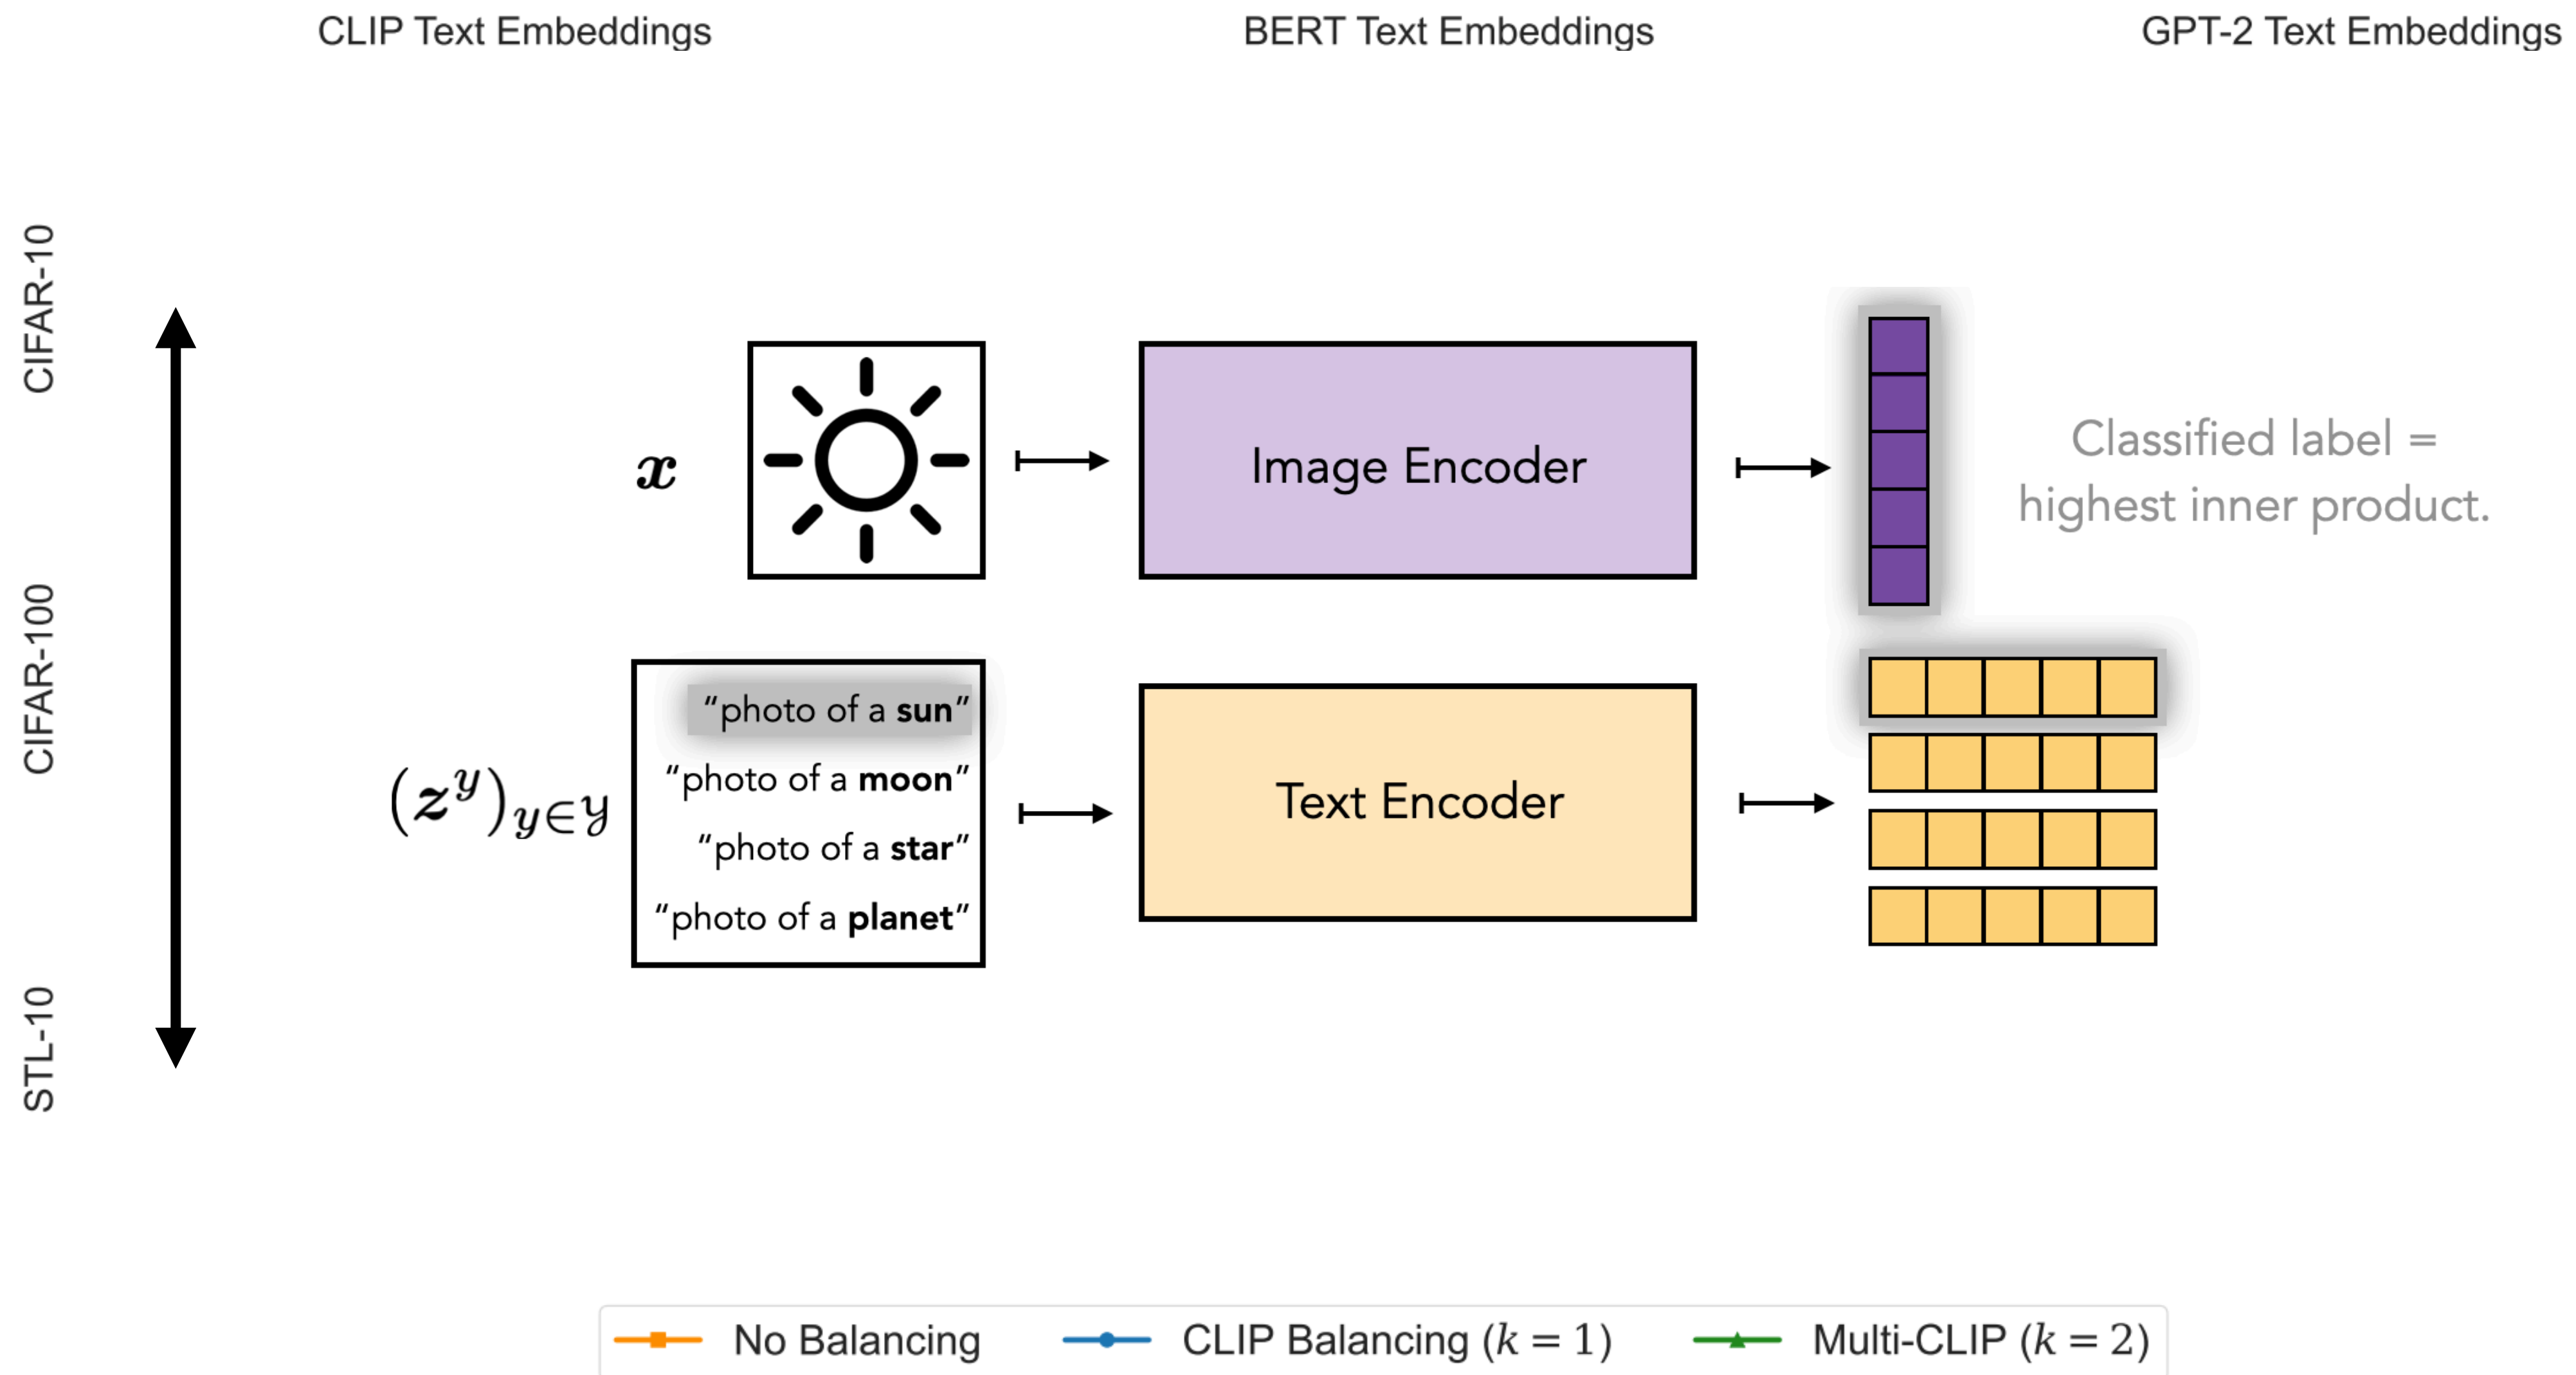 CLIP Text Embeddings
BERT Text Embeddings
GPT-2 Text Embeddings
CIFAR-10
CIFAR-100
STL-10
x
Image Encoder
Classified label =
highest inner product.
(z^y)_{y∈𝒴}
“photo of a sun”
“photo of a moon”
“photo of a star”
“photo of a planet”
Text Encoder
No Balancing
CLIP Balancing (k = 1)
Multi-CLIP (k = 2)